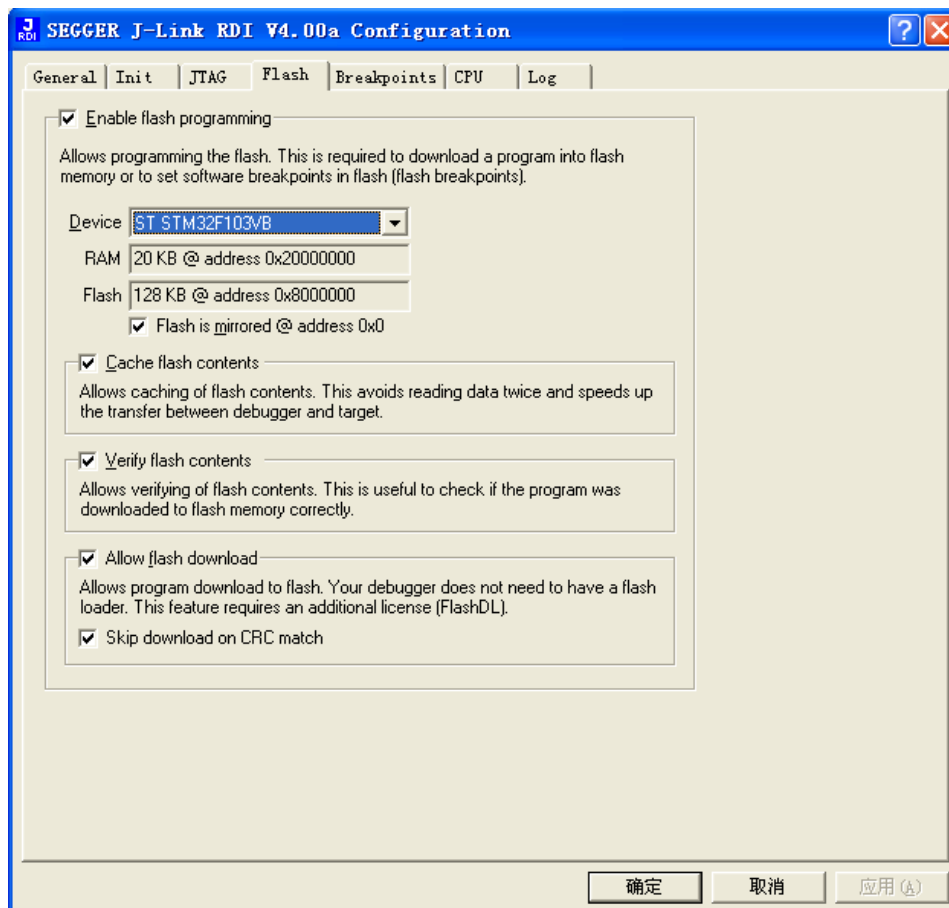 J
RDI SEGGER J-Link RDI V4.00a Configuration
General Init JTAG Flash Breakpoints CPU Log
Enable flash programming
Allows programming the flash. This is required to download a program into flash
memory or to set software breakpoints in flash (flash breakpoints).
Device ST STM32F103VB
RAM 20 KB @ address 0x20000000
Flash 128 KB @ address 0x8000000
Flash is mirrored @ address 0x0
Cache flash contents
Allows caching of flash contents. This avoids reading data twice and speeds up
the transfer between debugger and target.
Verify flash contents
Allows verifying of flash contents. This is useful to check if the program was
downloaded to flash memory correctly.
Allow flash download
Allows program download to flash. Your debugger does not need to have a flash
loader. This feature requires an additional license (FlashDL).
Skip download on CRC match
确定 取消 应用(A)